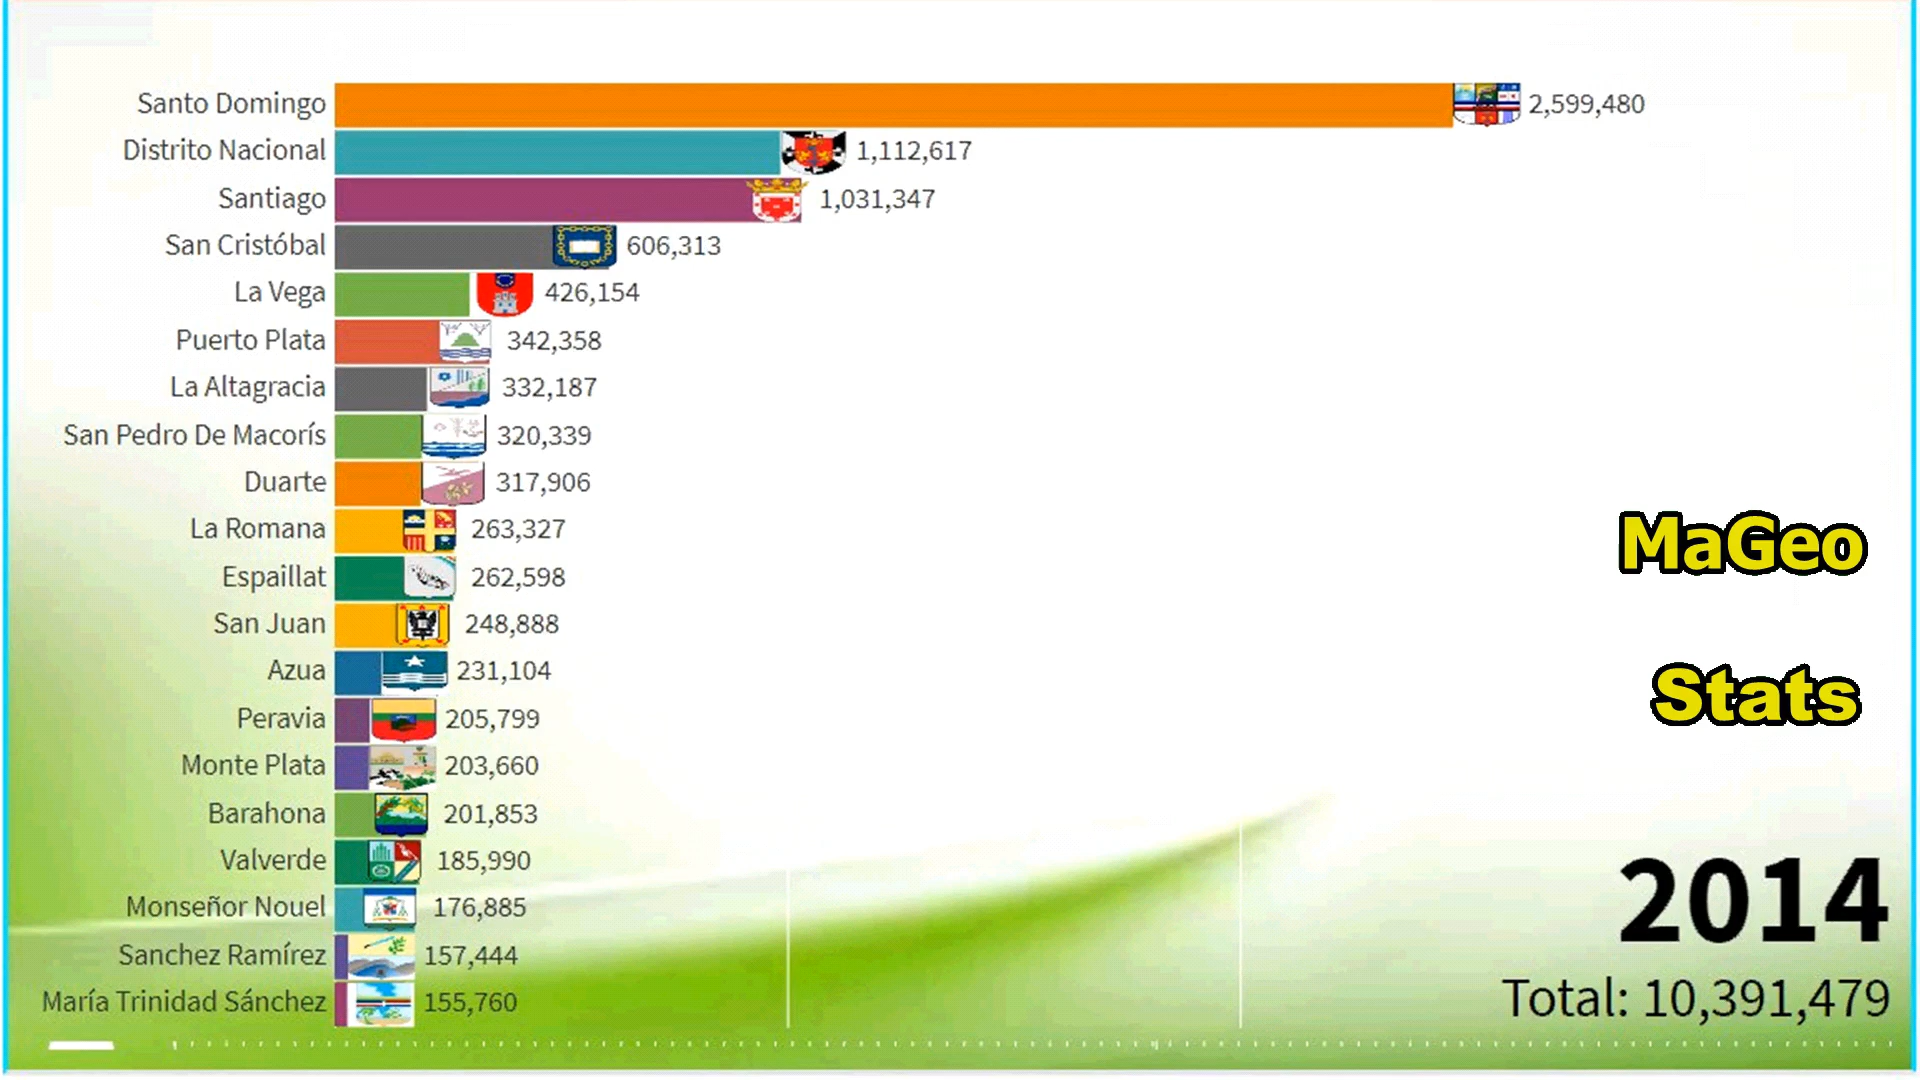 Santo Domingo 2,599,480
Distrito Nacional 1,112,617
Santiago 1,031,347
San Cristóbal 606,313
La Vega 426,154
Puerto Plata 342,358
La Altagracia 332,187
San Pedro De Macorís 320,339
Duarte 317,906
La Romana 263,327
Espaillat 262,598
San Juan 248,888
Azua 231,104
Peravia 205,799
Monte Plata 203,660
Barahona 201,853
Valverde 185,990
Monseñor Nouel 176,885
Sanchez Ramírez 157,444
María Trinidad Sánchez 155,760
MaGeo
Stats
2014
Total: 10,391,479